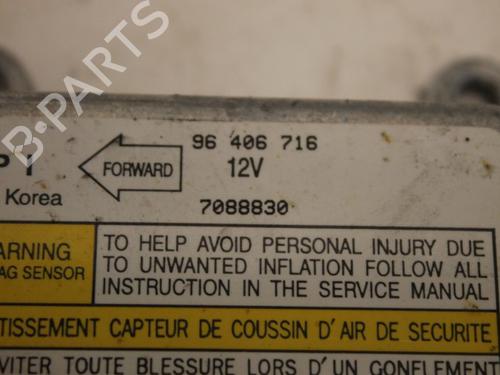 B-PARTS
96 406 716
FORWARD
12V
Korea
7088830
ARNING
AG SENSOR
TO HELP AVOID PERSONAL INJURY DUE
TO UNWANTED INFLATION FOLLOW ALL
INSTRUCTION IN THE SERVICE MANUAL
TISSEMENT CAPTEUR DE COUSSIN D'AIR DE SECURITE
VITER TOUTE BLESSURE LORS D'UN GONFLEMENT